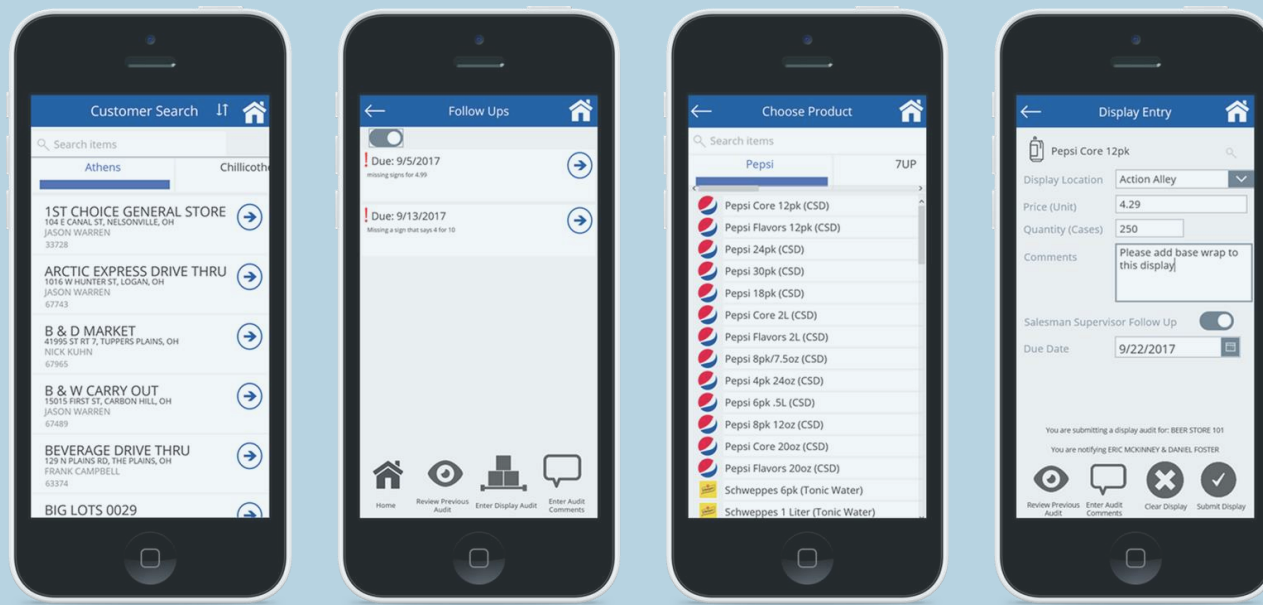 Customer Search
Search items
Athens
Chillicothe
1ST CHOICE GENERAL STORE
104 E CANAL ST, NELSONVILLE, OH
JASON WARREN
33728
ARCTIC EXPRESS DRIVE THRU
1016 W HUNTER ST, LOGAN, OH
JASON WARREN
67743
B & D MARKET
41995 ST RT 7, TUPPERS PLAINS, OH
NICK KUHN
67965
B & W CARRY OUT
15015 FIRST ST, CARBON HILL, OH
JASON WARREN
67489
BEVERAGE DRIVE THRU
129 N PLAINS RD, THE PLAINS, OH
FRANK CAMPBELL
63374
BIG LOTS 0029
Follow Ups
! Due: 9/5/2017
missing signs for 4.99
! Due: 9/13/2017
Missing a sign that says 4 for 10
Home
Review Previous
Audit
Enter Display Audit
Enter Audit
Comments
Choose Product
Search items
Pepsi
7UP
Pepsi Core 12pk (CSD)
Pepsi Flavors 12pk (CSD)
Pepsi 24pk (CSD)
Pepsi 30pk (CSD)
Pepsi 18pk (CSD)
Pepsi Core 2L (CSD)
Pepsi Flavors 2L (CSD)
Pepsi 8pk/7.5oz (CSD)
Pepsi 4pk 24oz (CSD)
Pepsi 6pk .5L (CSD)
Pepsi 8pk 12oz (CSD)
Pepsi Core 20oz (CSD)
Pepsi Flavors 20oz (CSD)
Schweppes 6pk (Tonic Water)
Schweppes 1 Liter (Tonic Water)
Display Entry
Pepsi Core 12pk
Display Location
Action Alley
Price (Unit)
4.29
Quantity (Cases)
250
Comments
Please add base wrap to
this display
Salesman Supervisor Follow Up
Due Date
9/22/2017
You are submitting a display audit for: BEER STORE 101
You are notifying ERIC MCKINNEY & DANIEL FOSTER
Review Previous
Audit
Enter Audit
Comments
Clear Display
Submit Display